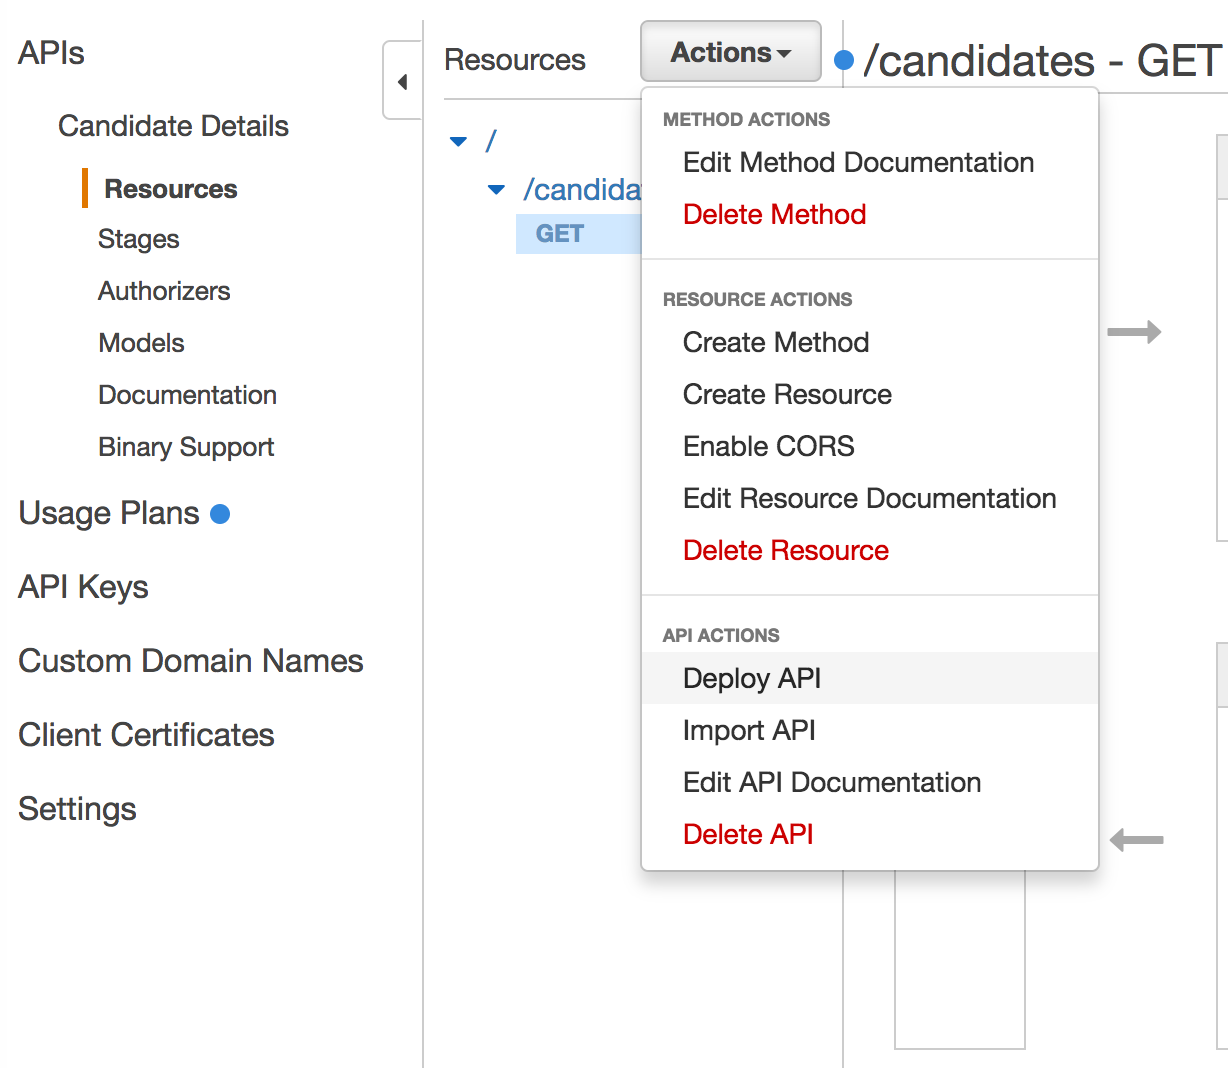 APIs
Candidate Details
Resources
Stages
Authorizers
Models
Documentation
Binary Support
Usage Plans
API Keys
Custom Domain Names
Client Certificates
Settings
Resources
Actions
/
/candida
GET
METHOD ACTIONS
Edit Method Documentation
Delete Method
RESOURCE ACTIONS
Create Method
Create Resource
Enable CORS
Edit Resource Documentation
Delete Resource
API ACTIONS
Deploy API
Import API
Edit API Documentation
Delete API
/candidates - GET